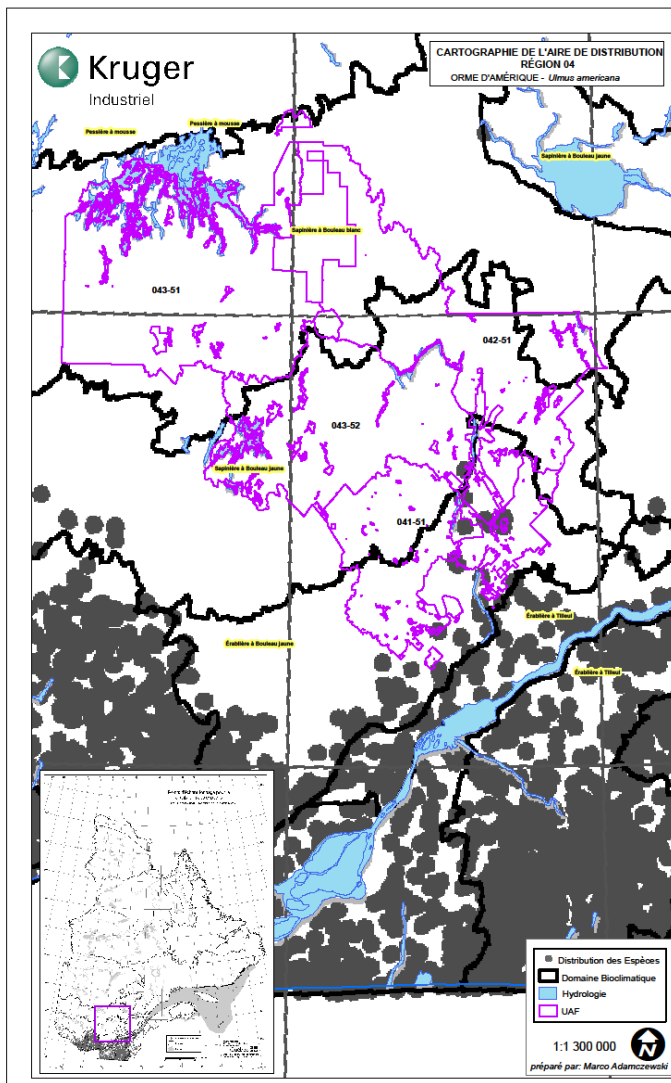 Kruger
Industriel
CARTOGRAPHIE DE L'AIRE DE DISTRIBUTION
RÉGION 04
ORME D'AMÉRIQUE - Ulmus americana
Pessière à mousse
Pessière à mousse
Sapinière à Bouleau jaune
Sapinière à Bouleau blanc
043-51
042-51
043-52
Sapinière à Bouleau jaune
041-51
Érablière à Bouleau jaune
Érablière à Tilleul
Érablière à Tilleul
Distribution des Espèces
Domaine Bioclimatique
Hydrologie
UAF
1:1 300 000
N
préparé par: Marco Adamczewski